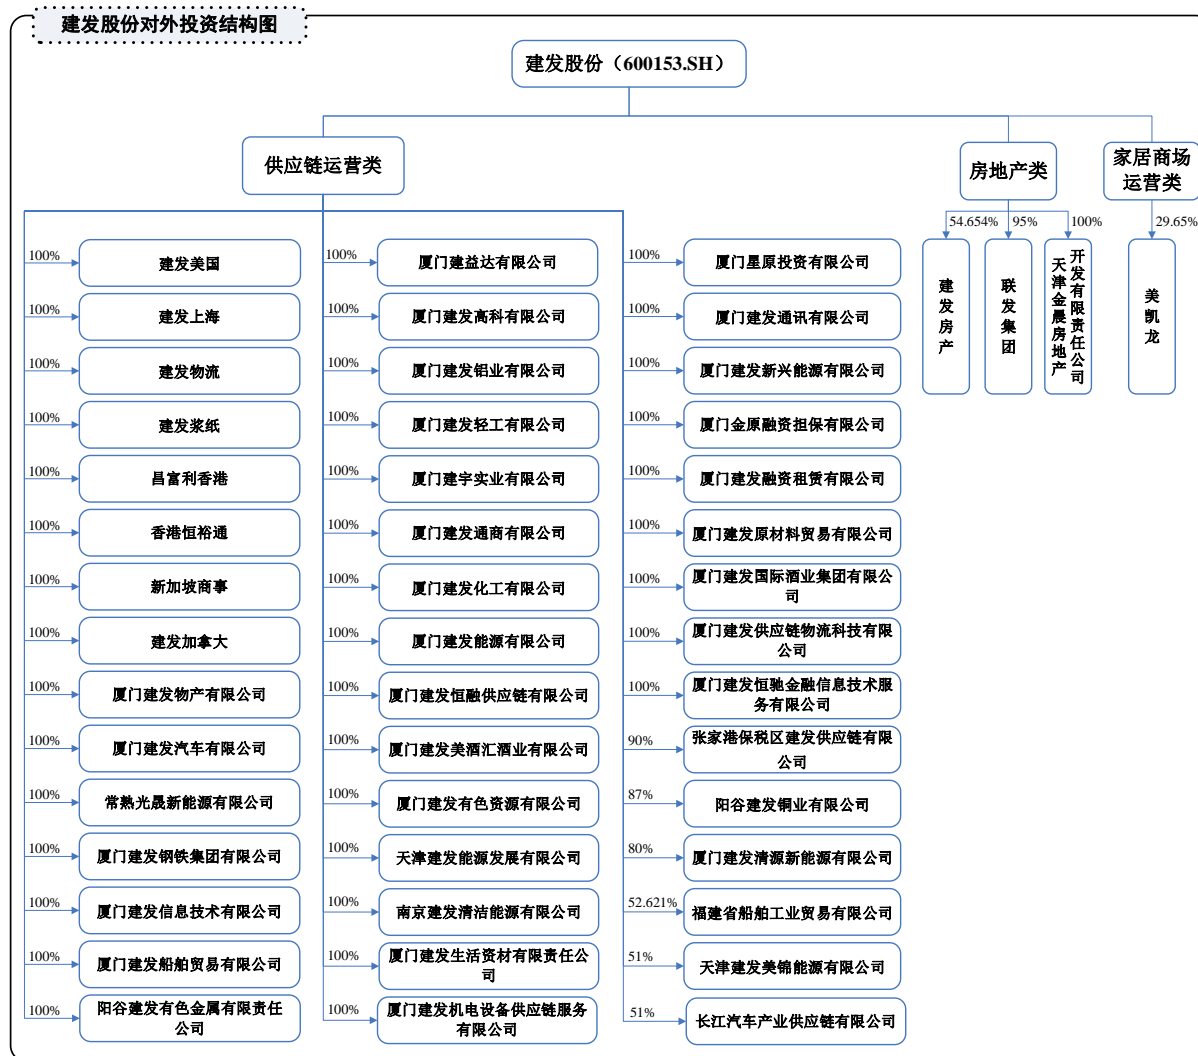 建发股份对外投资结构图
建发股份（600153.SH）
供应链运营类
房地产类
家居商场
运营类
100%
建发美国
100%
建发上海
100%
建发物流
100%
建发浆纸
100%
昌富利香港
100%
香港恒裕通
100%
新加坡商事
100%
建发加拿大
100%
厦门建发物产有限公司
100%
厦门建发汽车有限公司
100%
常熟光晟新能源有限公司
100%
厦门建发钢铁集团有限公司
100%
厦门建发信息技术有限公司
100%
厦门建发船舶贸易有限公司
100%
阳谷建发有色金属有限责任
公司
100%
厦门建益达有限公司
100%
厦门建发高科有限公司
100%
厦门建发铝业有限公司
100%
厦门建发轻工有限公司
100%
厦门建宇实业有限公司
100%
厦门建发通商有限公司
100%
厦门建发化工有限公司
100%
厦门建发能源有限公司
100%
厦门建发恒融供应链有限公司
100%
厦门建发美酒汇酒业有限公司
100%
厦门建发有色资源有限公司
100%
天津建发能源发展有限公司
100%
南京建发清洁能源有限公司
100%
厦门建发生活资材有限责任公
司
100%
厦门建发机电设备供应链服务
有限公司
100%
厦门星原投资有限公司
100%
厦门建发通讯有限公司
100%
厦门建发新兴能源有限公司
100%
厦门金原融资担保有限公司
100%
厦门建发融资租赁有限公司
100%
厦门建发原材料贸易有限公司
100%
厦门建发国际酒业集团有限公
司
100%
厦门建发供应链物流科技有限
公司
100%
厦门建发恒驰金融信息技术服
务有限公司
90%
张家港保税区建发供应链有限
公司
87%
阳谷建发铜业有限公司
80%
厦门建发清源新能源有限公司
52.621%
福建省船舶工业贸易有限公司
51%
天津建发美锦能源有限公司
51%
长江汽车产业供应链有限公司
54.654%
建发房产
95%
联发集团
100%
天津金晨房地产
开发有限责任公司
29.65%
美凯龙